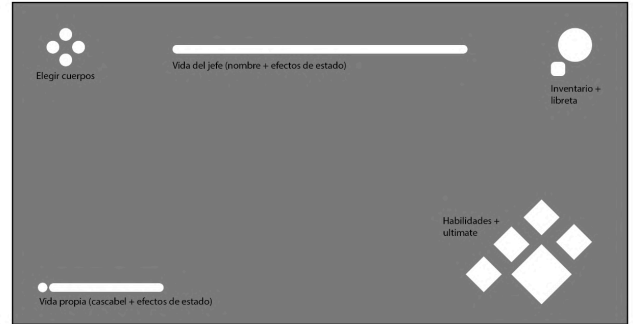 Elegir cuerpos
Vida del jefe (nombre + efectos de estado)
Inventario +
libreta
Habilidades +
ultimate
Vida propia (cascabel + efectos de estado)